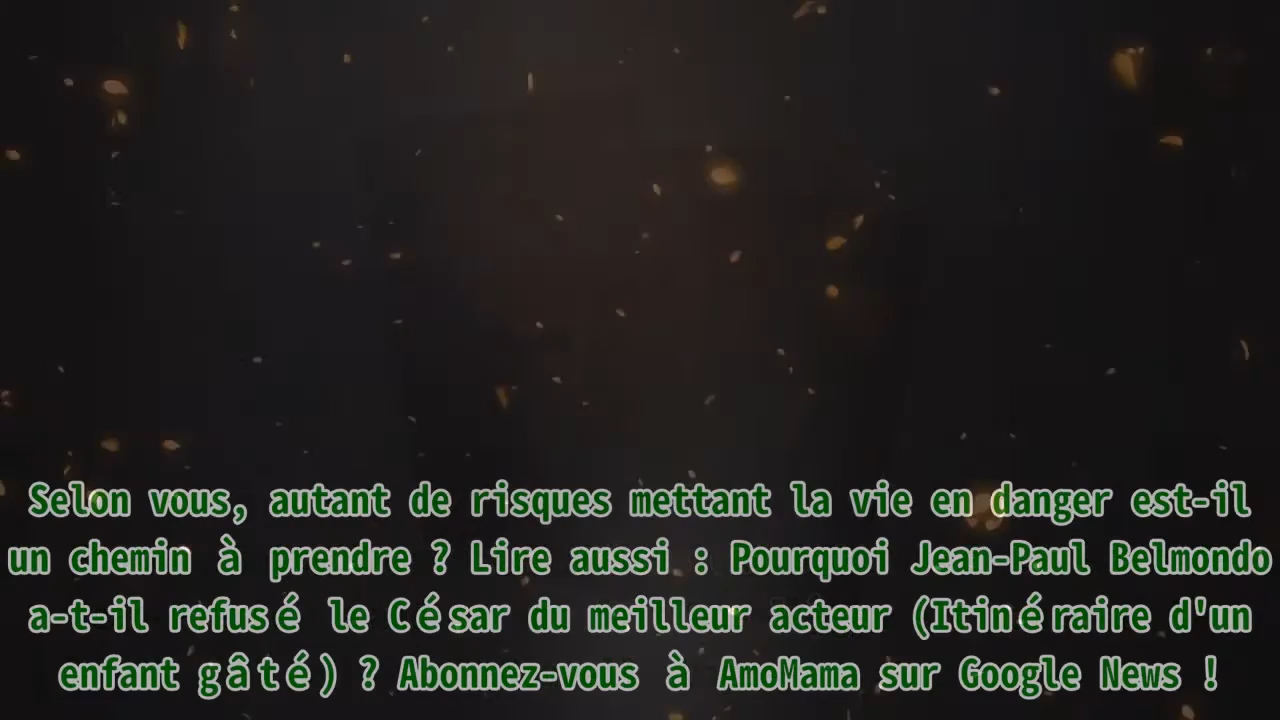 Selon vous, autant de risques mettant la vie en danger est-il
un chemin à prendre ? Lire aussi : Pourquoi Jean-Paul Belmondo
a-t-il refusé le César du meilleur acteur (Itinéraire d'un
enfant gâté) ? Abonnez-vous à AmoMama sur Google News !